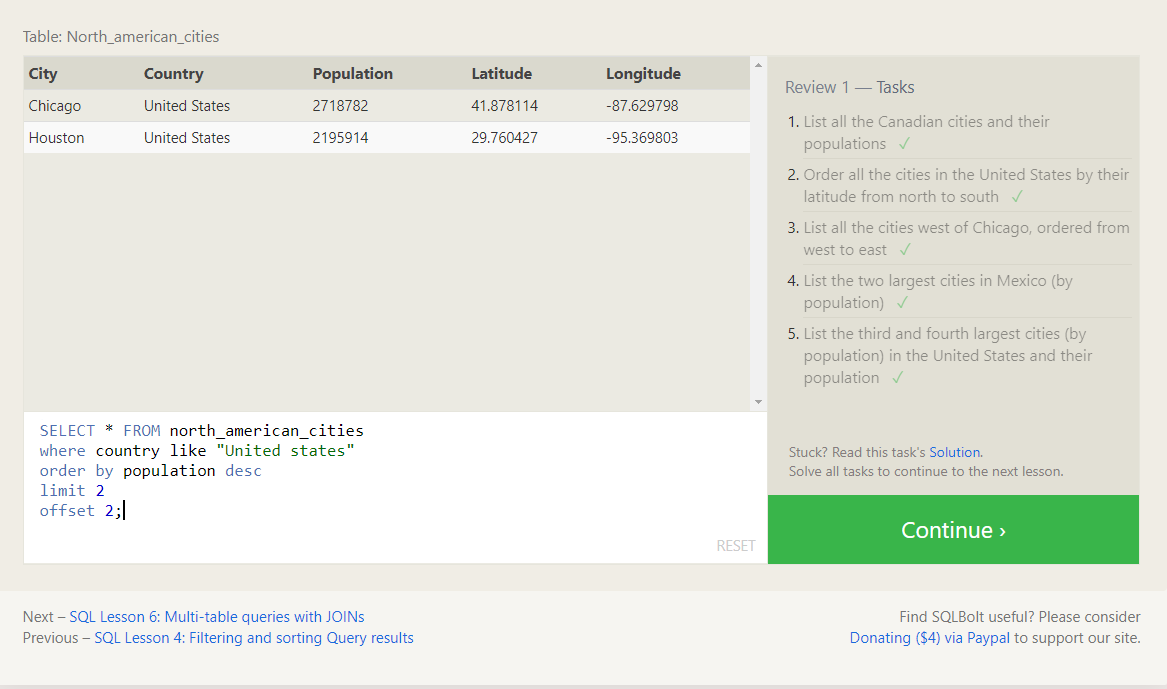 Table: North_american_cities
City Country Population Latitude Longitude
Chicago United States 2718782 41.878114 -87.629798
Houston United States 2195914 29.760427 -95.369803
SELECT * FROM north_american_cities
where country like "United states"
order by population desc
limit 2
offset 2;
RESET
Review 1 — Tasks
1. List all the Canadian cities and their
populations ✓
2. Order all the cities in the United States by their
latitude from north to south ✓
3. List all the cities west of Chicago, ordered from
west to east ✓
4. List the two largest cities in Mexico (by
population) ✓
5. List the third and fourth largest cities (by
population) in the United States and their
population ✓
Stuck? Read this task's Solution.
Solve all tasks to continue to the next lesson.
Continue ›
Next – SQL Lesson 6: Multi-table queries with JOINs
Previous – SQL Lesson 4: Filtering and sorting Query results
Find SQLBolt useful? Please consider
Donating ($4) via Paypal to support our site.